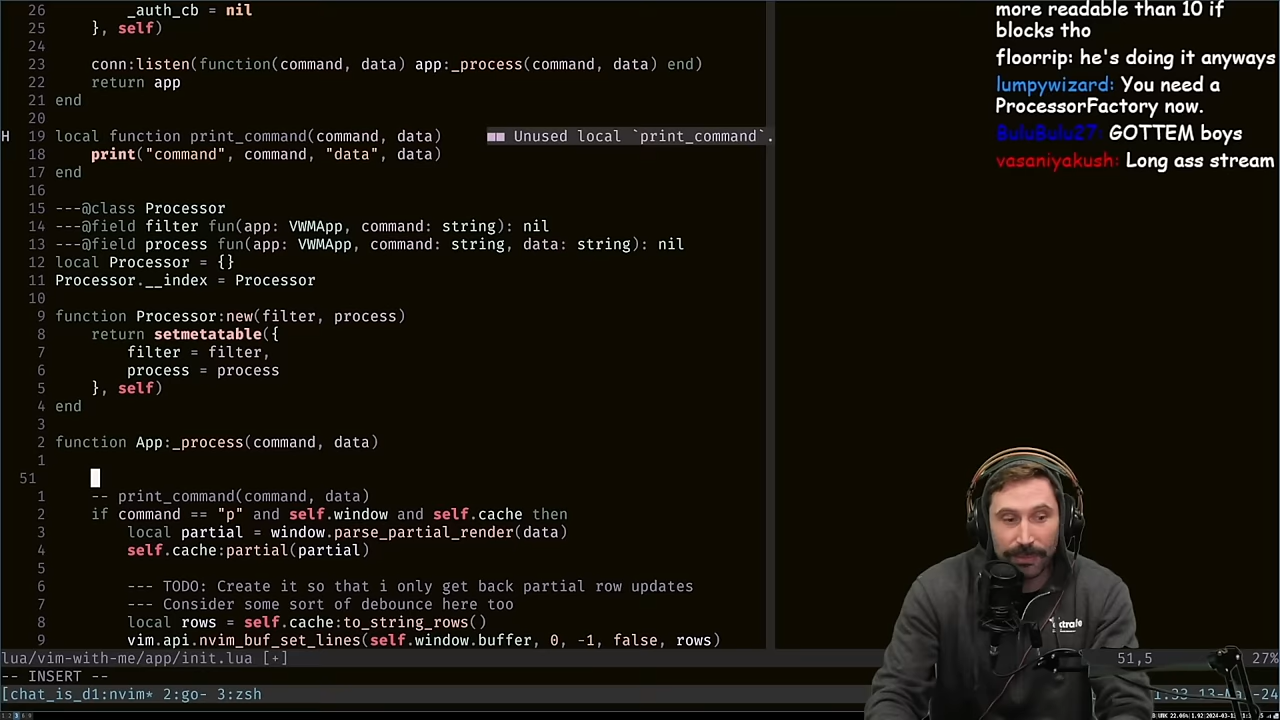 26 _auth_cb = nil
25 }, self)
24
23 conn:listen(function(command, data) app:_process(command, data) end)
22 return app
21 end
20
H 19 local function print_command(command, data) ■■ Unused local `print_command`.
18 print("command", command, "data", data)
17 end
16
15 ---@class Processor
14 ---@field filter fun(app: VWMApp, command: string): nil
13 ---@field process fun(app: VWMApp, command: string, data: string): nil
12 local Processor = {}
11 Processor.__index = Processor
10
9 function Processor:new(filter, process)
8 return setmetatable({
7 filter = filter,
6 process = process
5 }, self)
4 end
3
2 function App:_process(command, data)
1
51
1 -- print_command(command, data)
2 if command == "p" and self.window and self.cache then
3 local partial = window.parse_partial_render(data)
4 self.cache:partial(partial)
5
6 --- TODO: Create it so that i only get back partial row updates
7 --- Consider some sort of debounce here too
8 local rows = self.cache:to_string_rows()
9 vim.api.nvim_buf_set_lines(self.window.buffer, 0, -1, false, rows)
lua/vim-with-me/app/init.lua [+] 51,5 27%
-- INSERT --
[chat_is_d1:nvim* 2:go- 3:zsh 13-Mar-24
more readable than 10 if
blocks tho
floorrip: he's doing it anyways
lumpywizard: You need a
ProcessorFactory now.
BuluBulu27: GOTTEM boys
vasaniyakush: Long ass stream